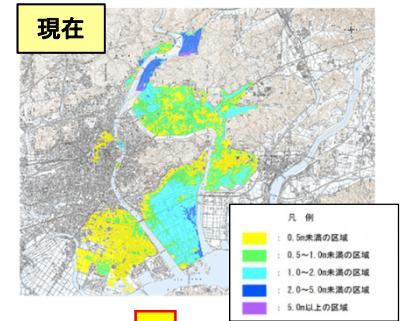 現在
凡 例
: 0.5m未満の区域
: 0.5～1.0m未満の区域
: 1.0～2.0m未満の区域
: 2.0～5.0m未満の区域
: 5.0m以上の区域